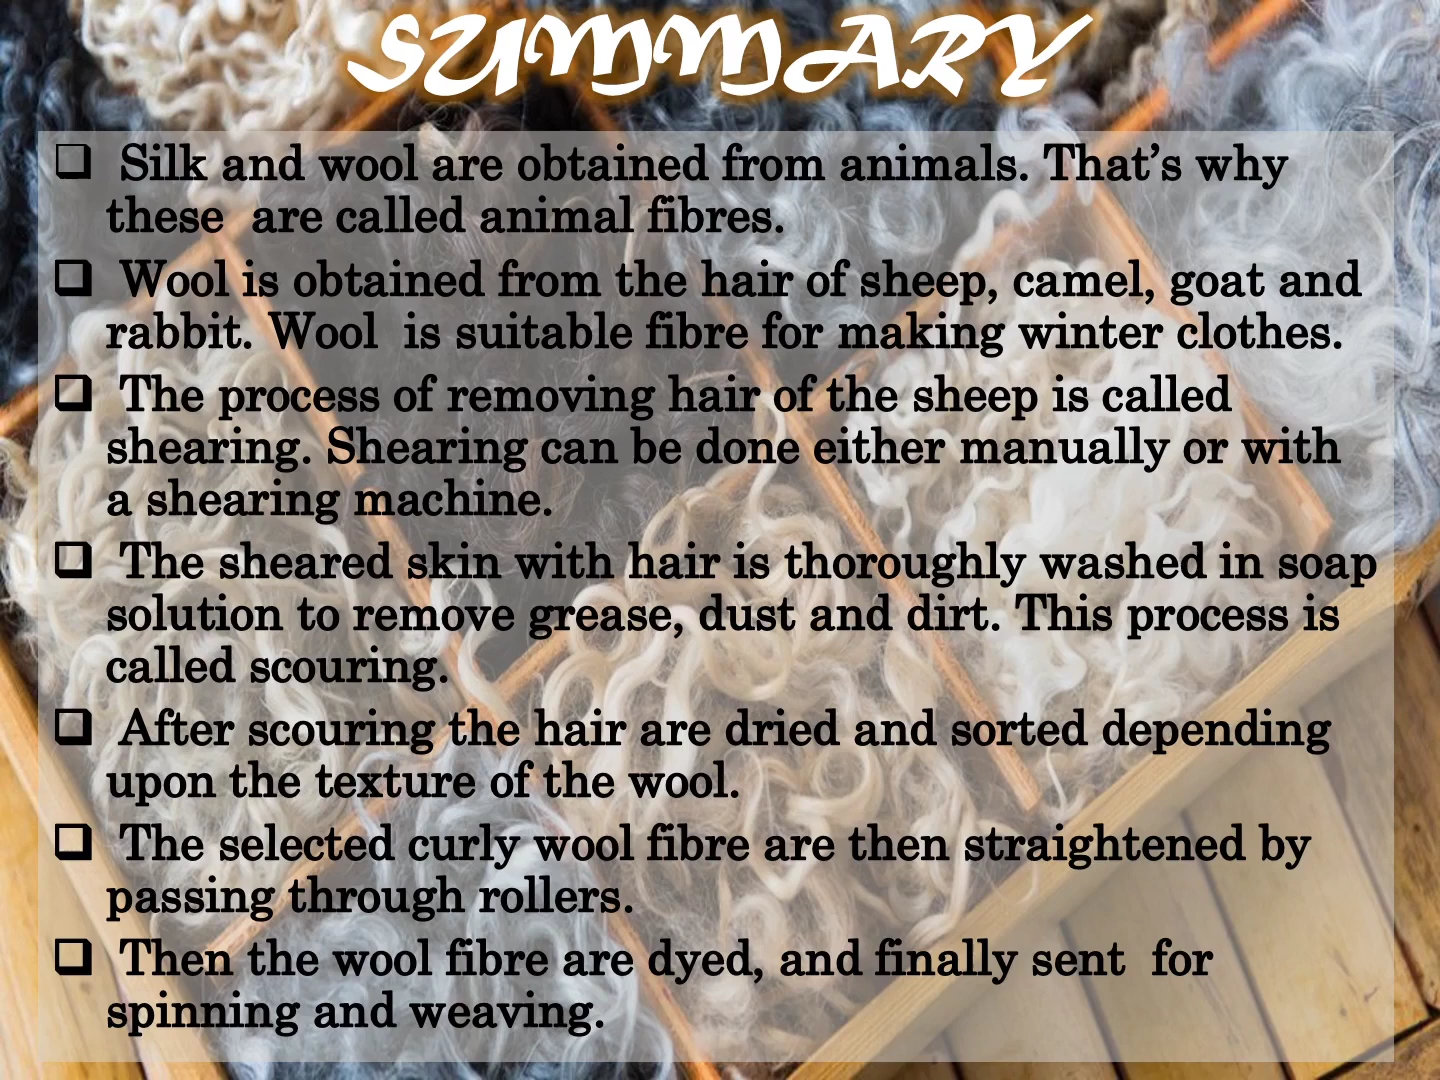 SUMMARY
❑ Silk and wool are obtained from animals. That’s why
these  are called animal fibres.
❑ Wool is obtained from the hair of sheep, camel, goat and
rabbit. Wool  is suitable fibre for making winter clothes.
❑ The process of removing hair of the sheep is called
shearing. Shearing can be done either manually or with
a shearing machine.
❑ The sheared skin with hair is thoroughly washed in soap
solution to remove grease, dust and dirt. This process is
called scouring.
❑ After scouring the hair are dried and sorted depending
upon the texture of the wool.
❑ The selected curly wool fibre are then straightened by
passing through rollers.
❑ Then the wool fibre are dyed, and finally sent  for
spinning and weaving.